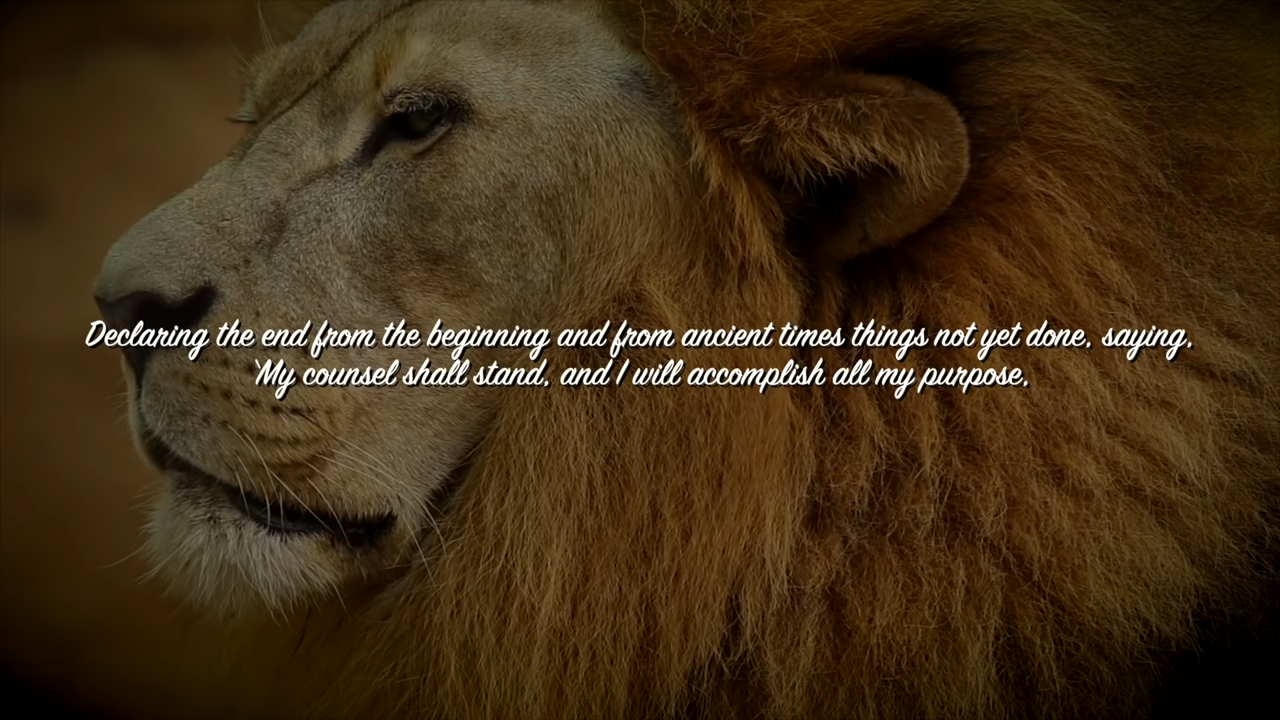 Declaring the end from the beginning and from ancient times things not yet done, saying,
'My counsel shall stand, and I will accomplish all my purpose,